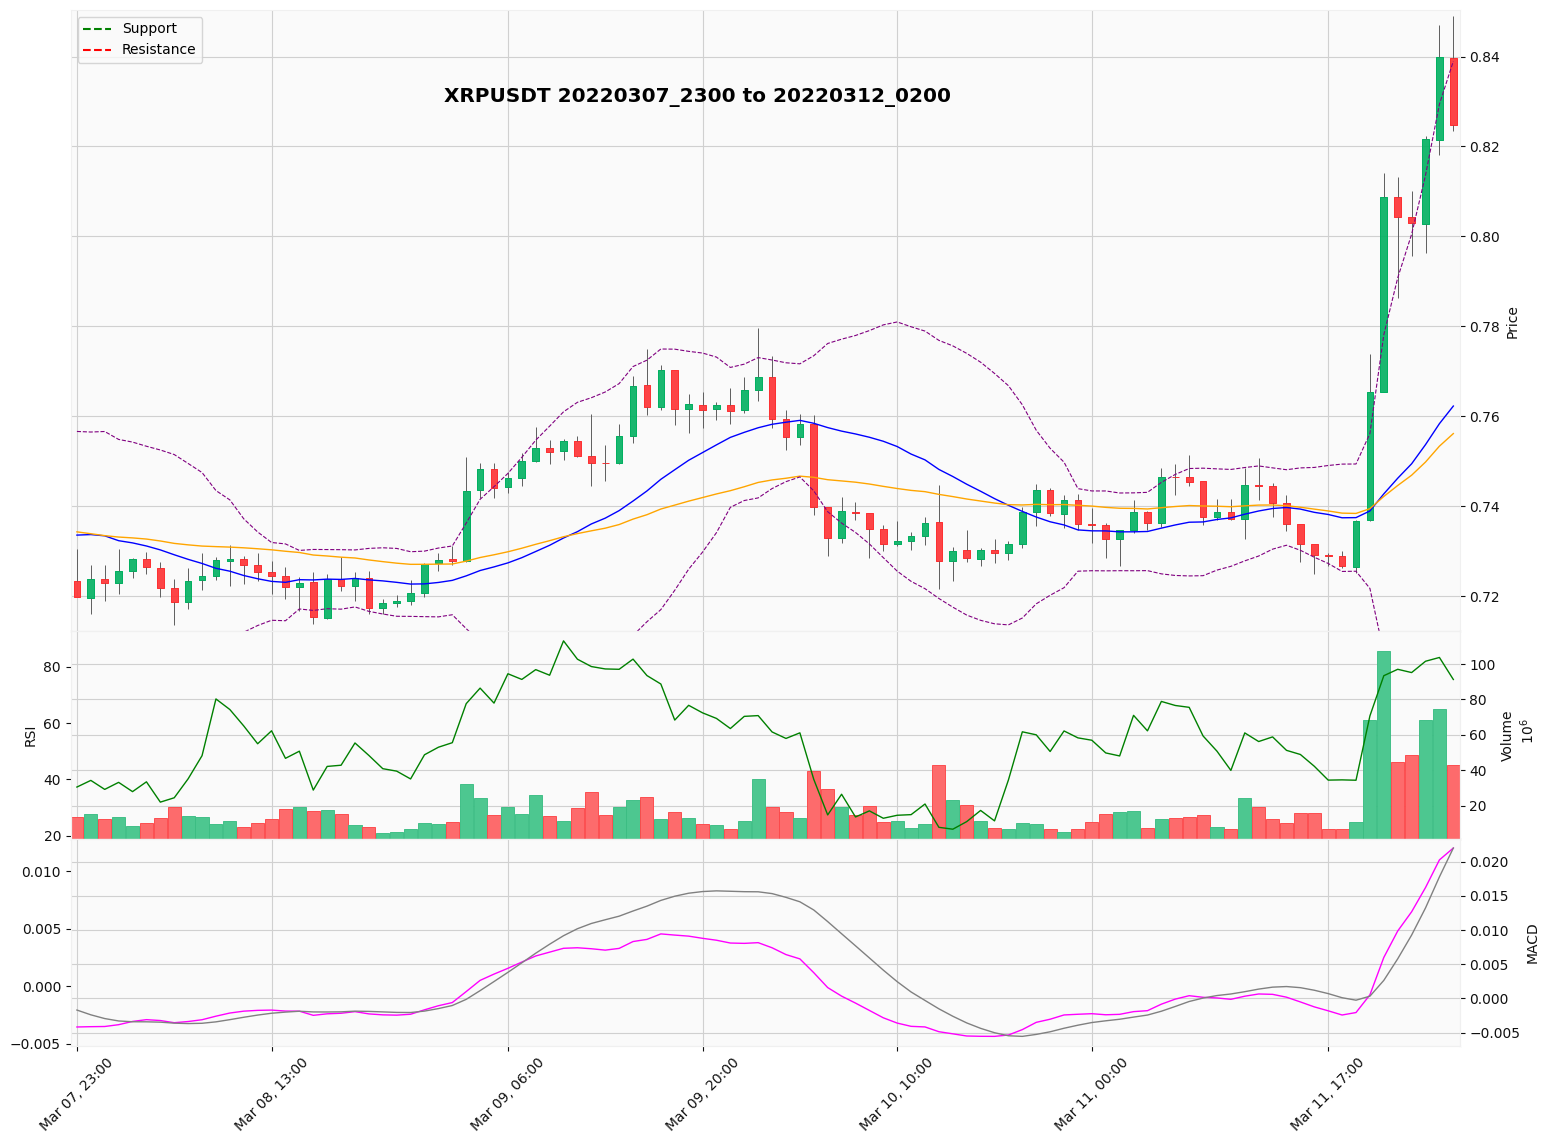 Support
Resistance
XRPUSDT 20220307_2300 to 20220312_0200
0.84
0.82
0.80
0.78
0.76
0.74
0.72
Price
80
60
40
20
RSI
100
80
60
40
20
Volume
10^6
0.010
0.005
0.000
−0.005
0.020
0.015
0.010
0.005
0.000
−0.005
MACD
Mar 07, 23:00
Mar 08, 13:00
Mar 09, 06:00
Mar 09, 20:00
Mar 10, 10:00
Mar 11, 00:00
Mar 11, 17:00